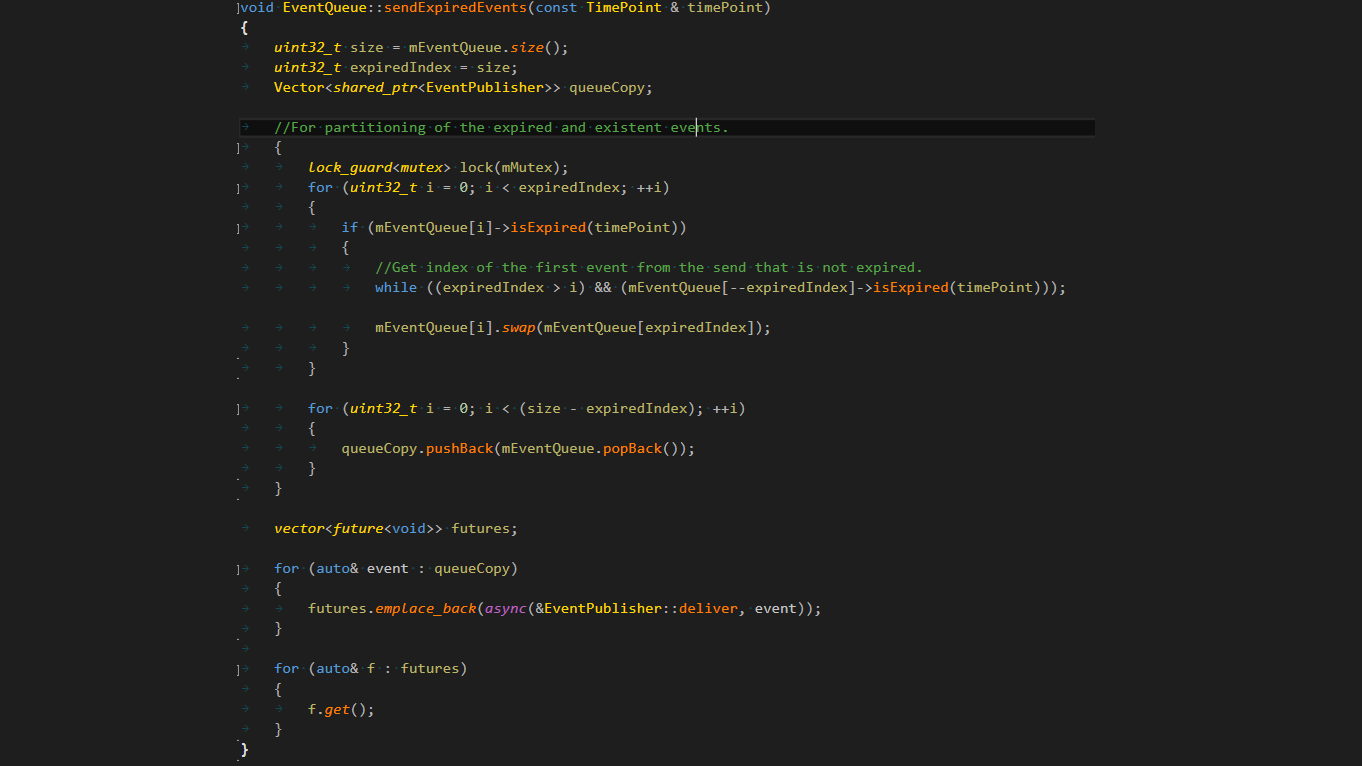 void EventQueue::sendExpiredEvents(const TimePoint & timePoint)
{
uint32_t size = mEventQueue.size();
uint32_t expiredIndex = size;
Vector<shared_ptr<EventPublisher>> queueCopy;
//For partitioning of the expired and existent events.
{
lock_guard<mutex> lock(mMutex);
for (uint32_t i = 0; i < expiredIndex; ++i)
{
if (mEventQueue[i]->isExpired(timePoint))
{
//Get index of the first event from the send that is not expired.
while ((expiredIndex > i) && (mEventQueue[--expiredIndex]->isExpired(timePoint)));
mEventQueue[i].swap(mEventQueue[expiredIndex]);
}
}
for (uint32_t i = 0; i < (size - expiredIndex); ++i)
{
queueCopy.pushBack(mEventQueue.popBack());
}
}
vector<future<void>> futures;
for (auto& event : queueCopy)
{
futures.emplace_back(async(&EventPublisher::deliver, event));
}
for (auto& f : futures)
{
f.get();
}
}